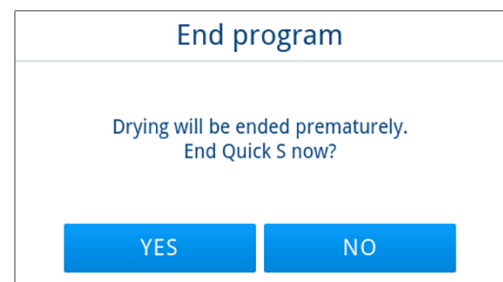 End program
Drying will be ended prematurely.
End Quick S now?
YES
NO